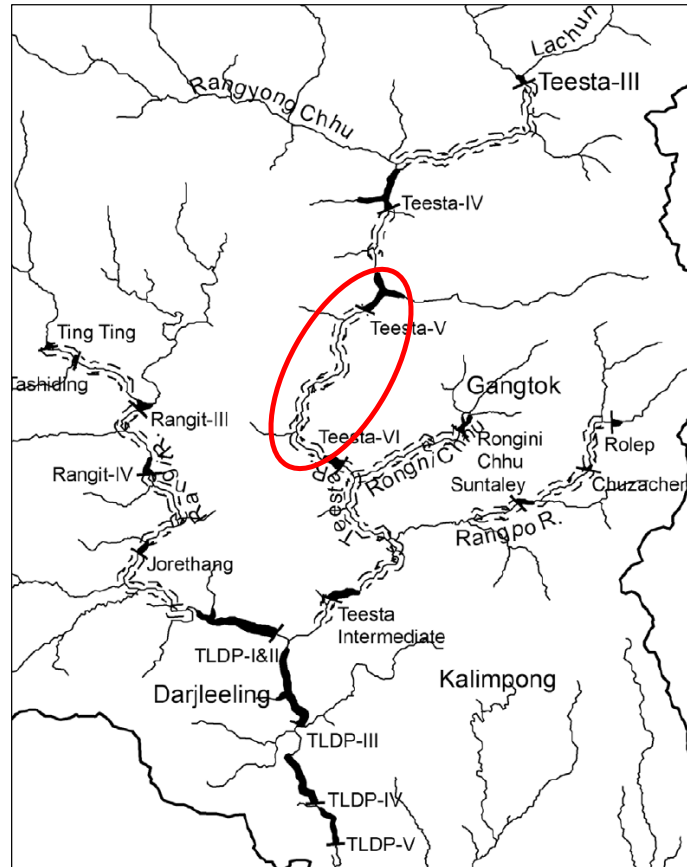 Lachun
Teesta-III
Rangyong Chhu
Teesta-IV
Teesta-V
Ting Ting
Tashiding
Rangit-III
Gangtok
Teesta-VI
Rongini
Chhu
Rolep
Rongni Chhu
Rangit-IV
Suntaley
Chuzachen
Teesta
Rangpo R.
Jorethang
Teesta
Intermediate
TLDP-I&II
Darjleeling
Kalimpong
TLDP-III
TLDP-IV
TLDP-V